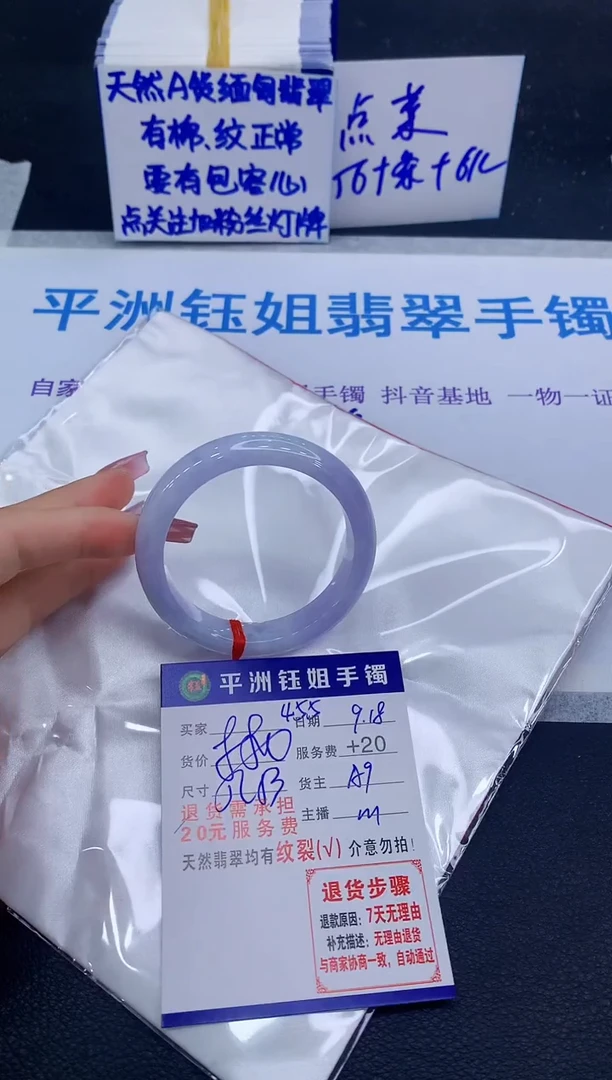 天然A货缅甸翡翠
有棉、纹正常
要有包容心
点关注加粉丝灯牌
点菜
平洲钰姐翡翠手镯
自家
手镯 抖音基地 一物一证
平洲钰姐手镯
买家 455 日期 9.18
货价 服务费 +20
尺寸 货主 A9
退货需承担
20元服务费 主播 m
天然翡翠均有纹裂(√) 介意勿拍!
退货步骤
退款原因: 7天无理由
补充描述: 无理由退货
与商家协商一致, 自动通过